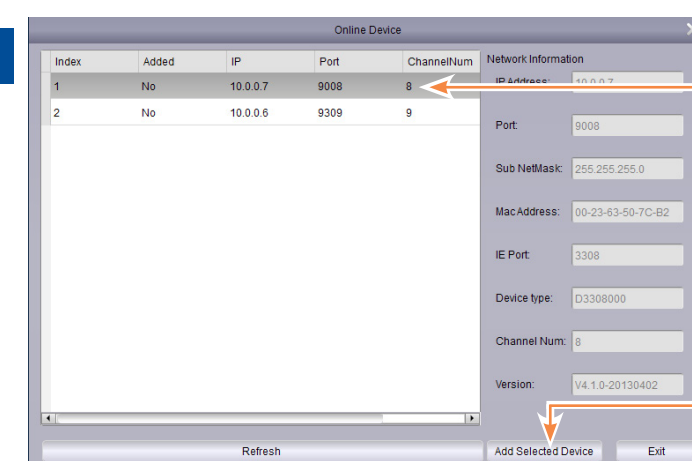 Online Device
Index Added IP Port ChannelNum
1 No 10.0.0.7 9008 8
2 No 10.0.0.6 9309 9
Network Information
IP Address: 10.0.0.7
Port: 9008
Sub NetMask: 255.255.255.0
MacAddress: 00-23-63-50-7C-B2
IE Port: 3308
Device type: D3308000
Channel Num: 8
Version: V4.1.0-20130402
Refresh Add Selected Device Exit